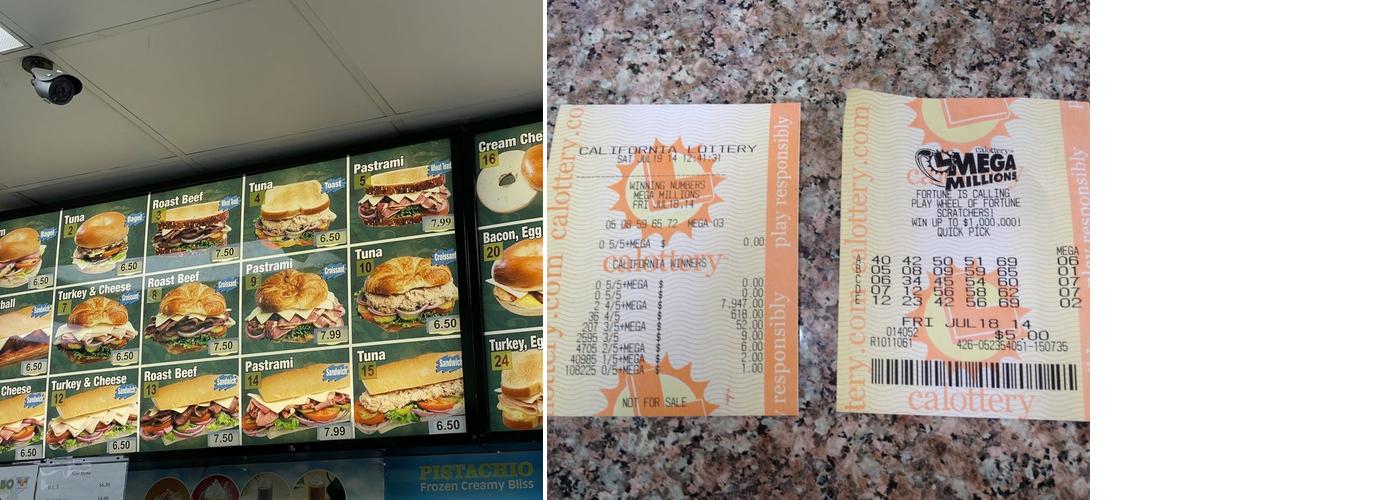 Tuna
2
Bagel
6.50
Roast Beef
3
Wheat Toast
7.50
Tuna
4
Toast
6.50
Pastrami
5
Wheat Toast
7.99
Bagel
6.50
Turkey & Cheese
7
Croissant
6.50
Roast Beef
8
Croissant
7.50
Pastrami
9
Croissant
7.99
Tuna
10
Croissant
6.50
6.50
Cheese
Sandwich
6.50
Turkey & Cheese
12
Sandwich
6.50
Roast Beef
13
Sandwich
7.50
Pastrami
14
Sandwich
7.99
Tuna
15
Sandwich
6.50
Cream Che
16
Bacon, Egg
20
Turkey, Eg
24
PISTACHIO
Frozen Creamy Bliss
CALIFORNIA LOTTERY
SAT JUL19 14 12:41:31
WINNING NUMBERS
MEGA MILLIONS
FRI JUL18,14
05 08 59 65 72 MEGA 03
0 5/5+MEGA $ 0.00
CALIFORNIA WINNERS
0 5/5+MEGA $ 0.00
0 5/5 $ 0.00
2 4/5+MEGA $ 7,947.00
36 4/5 $ 618.00
207 3/5+MEGA $ 52.00
2595 3/5 $ 9.00
4705 2/5+MEGA $ 6.00
40985 1/5+MEGA $ 2.00
108225 0/5+MEGA $ 1.00
NOT FOR SALE
calottery.co
calottery
play responsibly
responsibly
calottery
MEGA
MILLIONS
FORTUNE IS CALLING
PLAY WHEEL OF FORTUNE
SCRATCHERS!
WIN UP TO $1,000,000!
QUICK PICK
MEGA
A 40 42 50 51 69 06
B 05 08 09 59 65 01
C 06 34 45 54 60 07
D 07 12 56 58 62 07
E 12 23 42 56 69 02
FRI JUL18 14
014052 $5.00
R1011061 426-052354051-150735
calottery
calottery.com